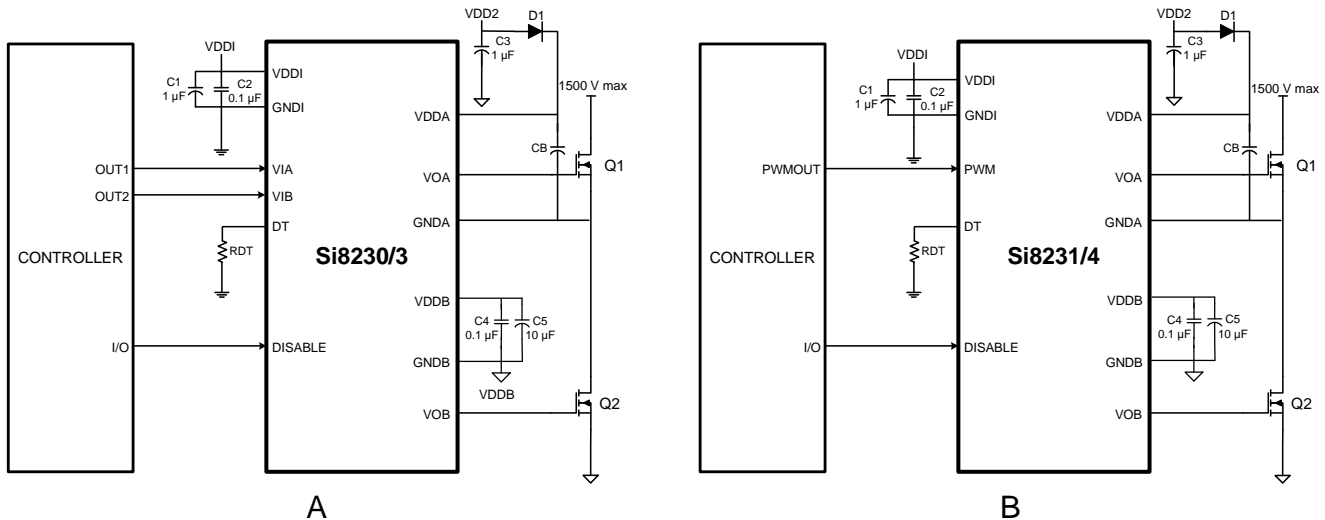 VDD2
D1
C3
1 µF
VDDI
C1
1 µF
C2
0.1 µF
VDDI
GNDI
1500 V max
VDDA
CB
Q1
OUT1
VIA
VOA
OUT2
VIB
DT
GNDA
RDT
CONTROLLER
Si8230/3
VDDB
C4
0.1 µF
C5
10 µF
I/O
DISABLE
GNDB
VDDB
VOB
Q2
A
VDD2
D1
C3
1 µF
VDDI
C1
1 µF
C2
0.1 µF
VDDI
GNDI
1500 V max
VDDA
CB
Q1
PWMOUT
PWM
VOA
DT
GNDA
RDT
CONTROLLER
Si8231/4
VDDB
C4
0.1 µF
C5
10 µF
I/O
DISABLE
GNDB
VOB
Q2
B